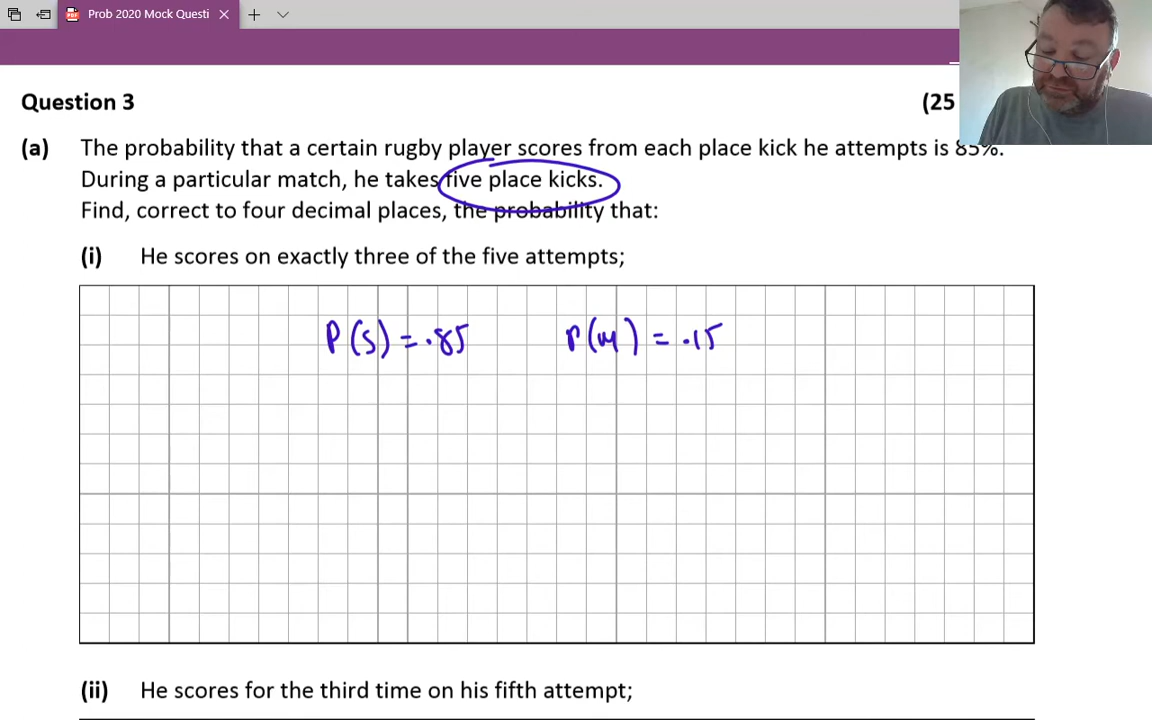 Prob 2020 Mock Questi
Question 3
(25
(a) The probability that a certain rugby player scores from each place kick he attempts is 85%.
During a particular match, he takes five place kicks.
Find, correct to four decimal places, the probability that:
(i) He scores on exactly three of the five attempts;
P(S) = .85 P(M) = .15
(ii) He scores for the third time on his fifth attempt;